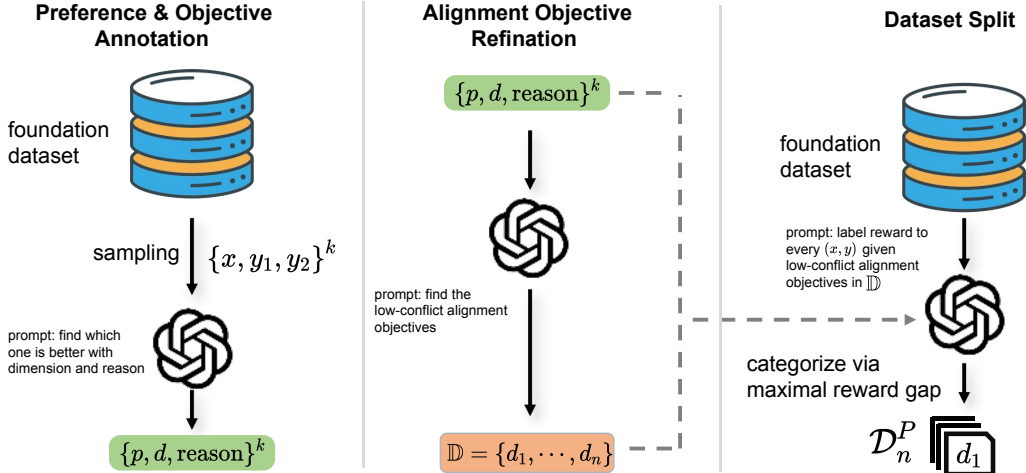 Preference & Objective
Annotation
foundation
dataset
sampling
{x, y₁, y₂}ᵏ
prompt: find which
one is better with
dimension and reason
{p, d, reason}ᵏ
Alignment Objective
Refination
{p, d, reason}ᵏ
prompt: find the
low-conflict alignment
objectives
𝔻 = {d₁, ⋯, dₙ}
Dataset Split
foundation
dataset
prompt: label reward to
every (x, y) given
low-conflict alignment
objectives in 𝔻
categorize via
maximal reward gap
𝒟ₙᴾ
d₁